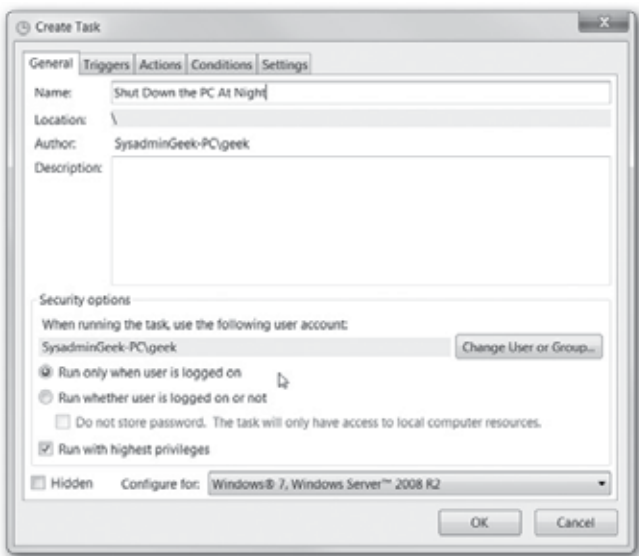 Create Task
General Triggers Actions Conditions Settings
Name: Shut Down the PC At Night
Location: \
Author: SysadminGeek-PC\geek
Description:
Security options
When running the task, use the following user account:
SysadminGeek-PC\geek Change User or Group...
Run only when user is logged on
Run whether user is logged on or not
Do not store password. The task will only have access to local computer resources.
Run with highest privileges
Hidden Configure for: Windows® 7, Windows Server™ 2008 R2
OK Cancel